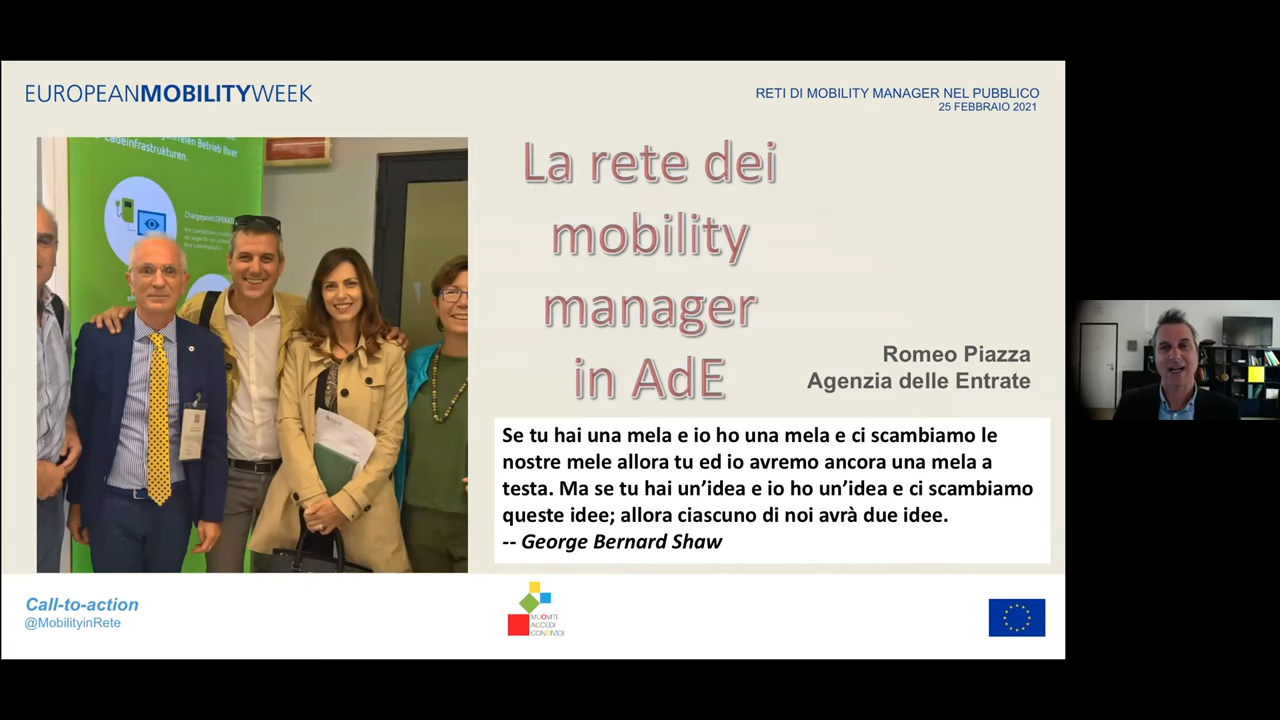 EUROPEANMOBILITYWEEK
RETI DI MOBILITY MANAGER NEL PUBBLICO
25 FEBBRAIO 2021
Ladeinfrastrukturen.
Chargepoint OPERATE
La rete dei
mobility
manager
in AdE
Romeo Piazza
Agenzia delle Entrate
Se tu hai una mela e io ho una mela e ci scambiamo le
nostre mele allora tu ed io avremo ancora una mela a
testa. Ma se tu hai un’idea e io ho un’idea e ci scambiamo
queste idee; allora ciascuno di noi avrà due idee.
-- George Bernard Shaw
Call-to-action
@MobilityinRete
MUOVITI
ACCEDI
CONDIVIDI